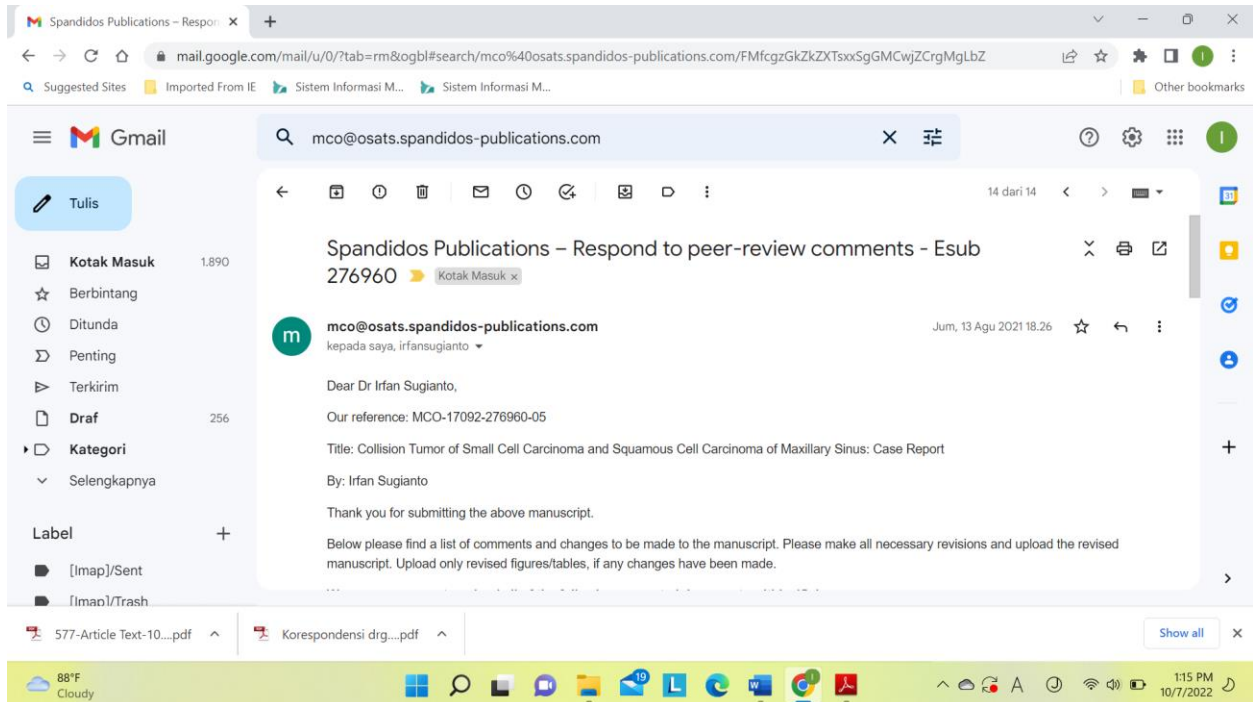 Spandidos Publications – Respon
mail.google.com/mail/u/0/?tab=rm&ogbl#search/mco%40osats.spandidos-publications.com/FMfcgzGkZkZXTsxxSgGMCwjZCrgMgLbZ
Suggested Sites
Imported From IE
Sistem Informasi M...
Sistem Informasi M...
Other bookmarks
Gmail
mco@osats.spandidos-publications.com
I
Tulis
14 dari 14
31
Spandidos Publications – Respond to peer-review comments - Esub
276960 Kotak Masuk x
Kotak Masuk 1.890
Berbintang
Ditunda
Penting
Terkirim
Draf 256
Kategori
Selengkapnya
Label
[Imap]/Sent
[Imap]/Trash
m
mco@osats.spandidos-publications.com Jum, 13 Agu 2021 18.26
kepada saya, irfansugianto
Dear Dr Irfan Sugianto,
Our reference: MCO-17092-276960-05
Title: Collision Tumor of Small Cell Carcinoma and Squamous Cell Carcinoma of Maxillary Sinus: Case Report
By: Irfan Sugianto
Thank you for submitting the above manuscript.
Below please find a list of comments and changes to be made to the manuscript. Please make all necessary revisions and upload the revised
manuscript. Upload only revised figures/tables, if any changes have been made.
577-Article Text-10....pdf
Korespondensi drg....pdf
Show all
88°F
Cloudy
19
1:15 PM
10/7/2022